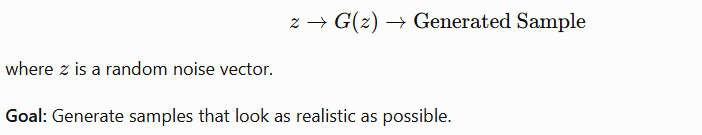 z → G(z) → Generated Sample
where z is a random noise vector.
Goal: Generate samples that look as realistic as possible.